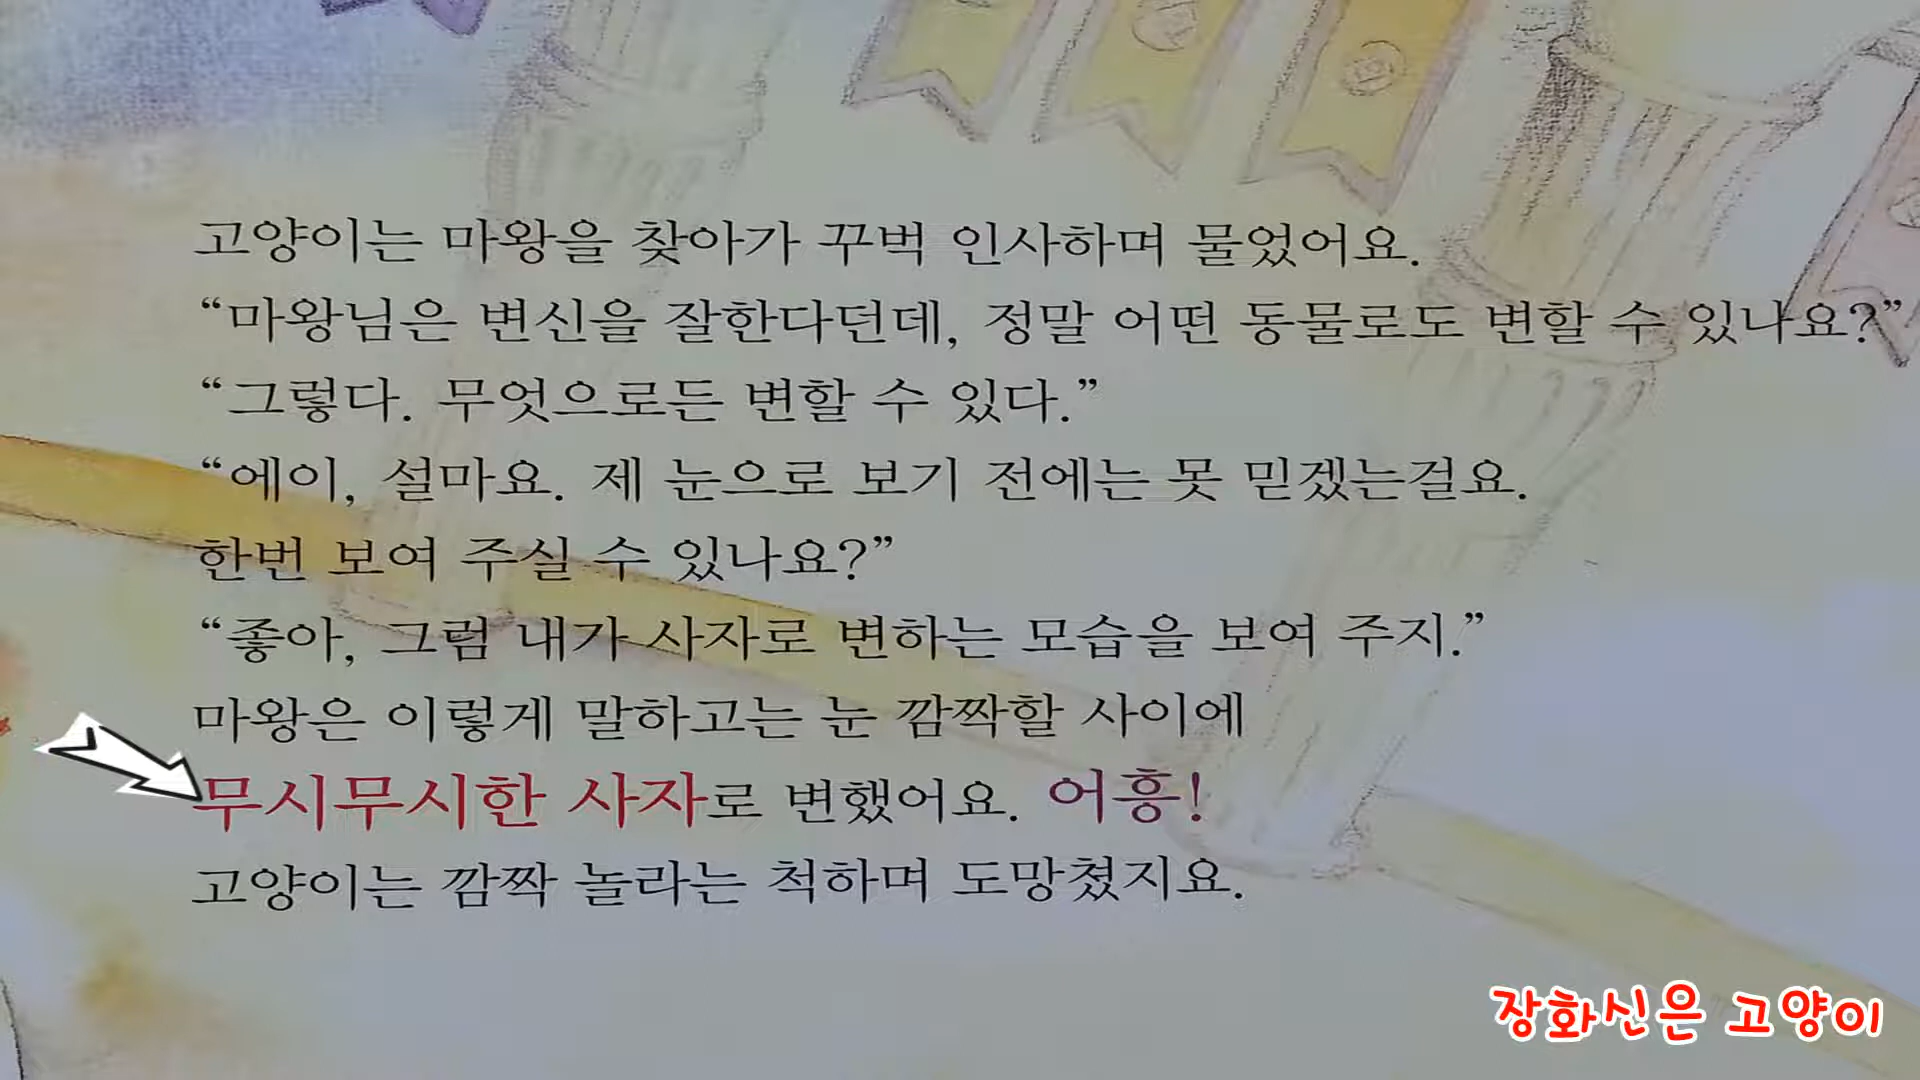 고양이는 마왕을 찾아가 꾸벅 인사하며 물었어요.
“마왕님은 변신을 잘한다던데, 정말 어떤 동물로도 변할 수 있나요?”
“그렇다. 무엇으로든 변할 수 있다.”
“에이, 설마요. 제 눈으로 보기 전에는 못 믿겠는걸요.
한번 보여 주실 수 있나요?”
“좋아, 그럼 내가 사자로 변하는 모습을 보여 주지.”
마왕은 이렇게 말하고는 눈 깜짝할 사이에
무시무시한 사자로 변했어요. 어흥!
고양이는 깜짝 놀라는 척하며 도망쳤지요.
장화신은 고양이